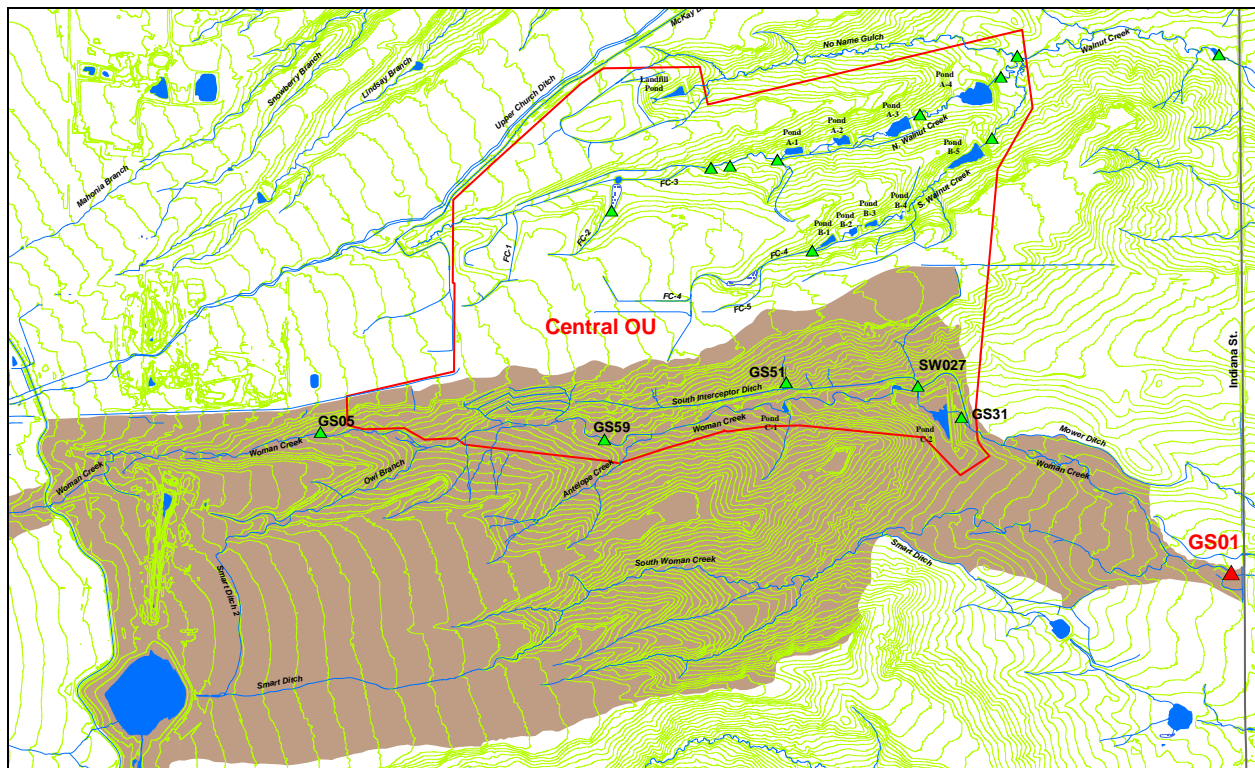 McKay D
No Name Gulch
Walnut Creek
Snowberry Branch
Lindsay Branch
Upper Church Ditch
Landfill
Pond
Pond
A-4
Pond
A-3
Pond
A-2
Pond
A-1
N. Walnut Creek
Pond
B-5
Mahonia Branch
FC-3
S. Walnut Creek
Pond
B-4
Pond
B-3
Pond
B-2
Pond
B-1
FC-2
FC-1
FC-4
FC-4
FC-5
Central OU
Indiana St.
GS51
SW027
South Interceptor Ditch
GS05
GS59
Woman Creek
Pond
C-1
GS31
Pond
C-2
Mower Ditch
Woman Creek
Woman Creek
Woman Creek
Owl Branch
Antelope Creek
GS01
Smart Ditch
South Woman Creek
Smart Ditch 2
Smart Ditch